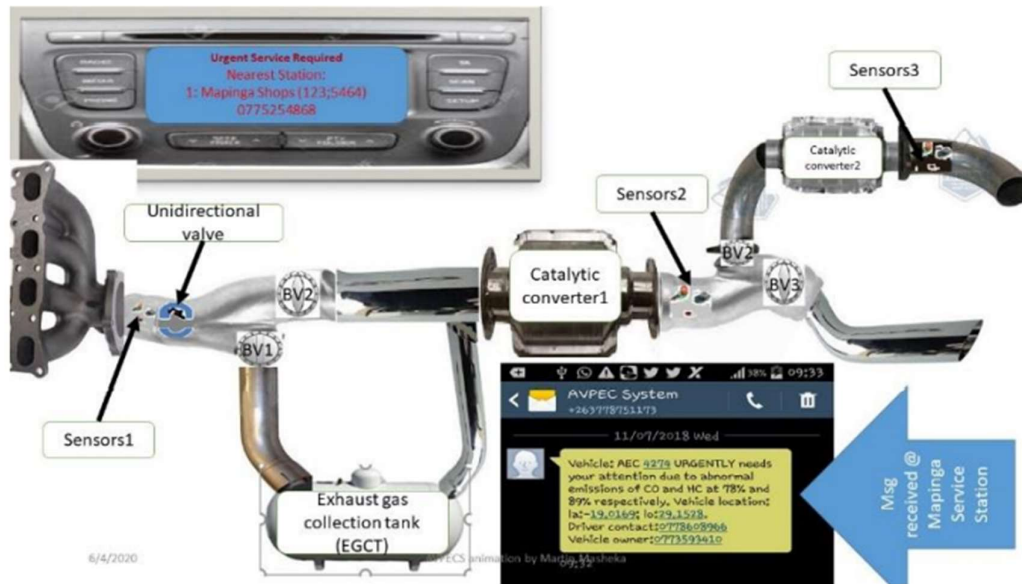 Urgent Service Required
Nearest Station:
1: Mapinga Shops (123;5464)
0775254868
Sensors3
Catalytic
converter2
Sensors2
Unidirectional
valve
BV2
BV2
Catalytic
converter1
BV3
BV1
Sensors1
38% 09:33
AVPEC System
+263778751173
11/07/2018 Wed
Vehicle: AEC 4274 URGENTLY needs
your attention due to abnormal
emissions of CO and HC at 78% and
89% respectively. Vehicle location:
la:-19.0169; lo:29.1528.
Driver contact:0778608966
Vehicle owner:0773593410
09:32
Msg
received @
Mapinga
Service
Station
Exhaust gas
collection tank
(EGCT)
6/4/2020
animation by Martin Masheka